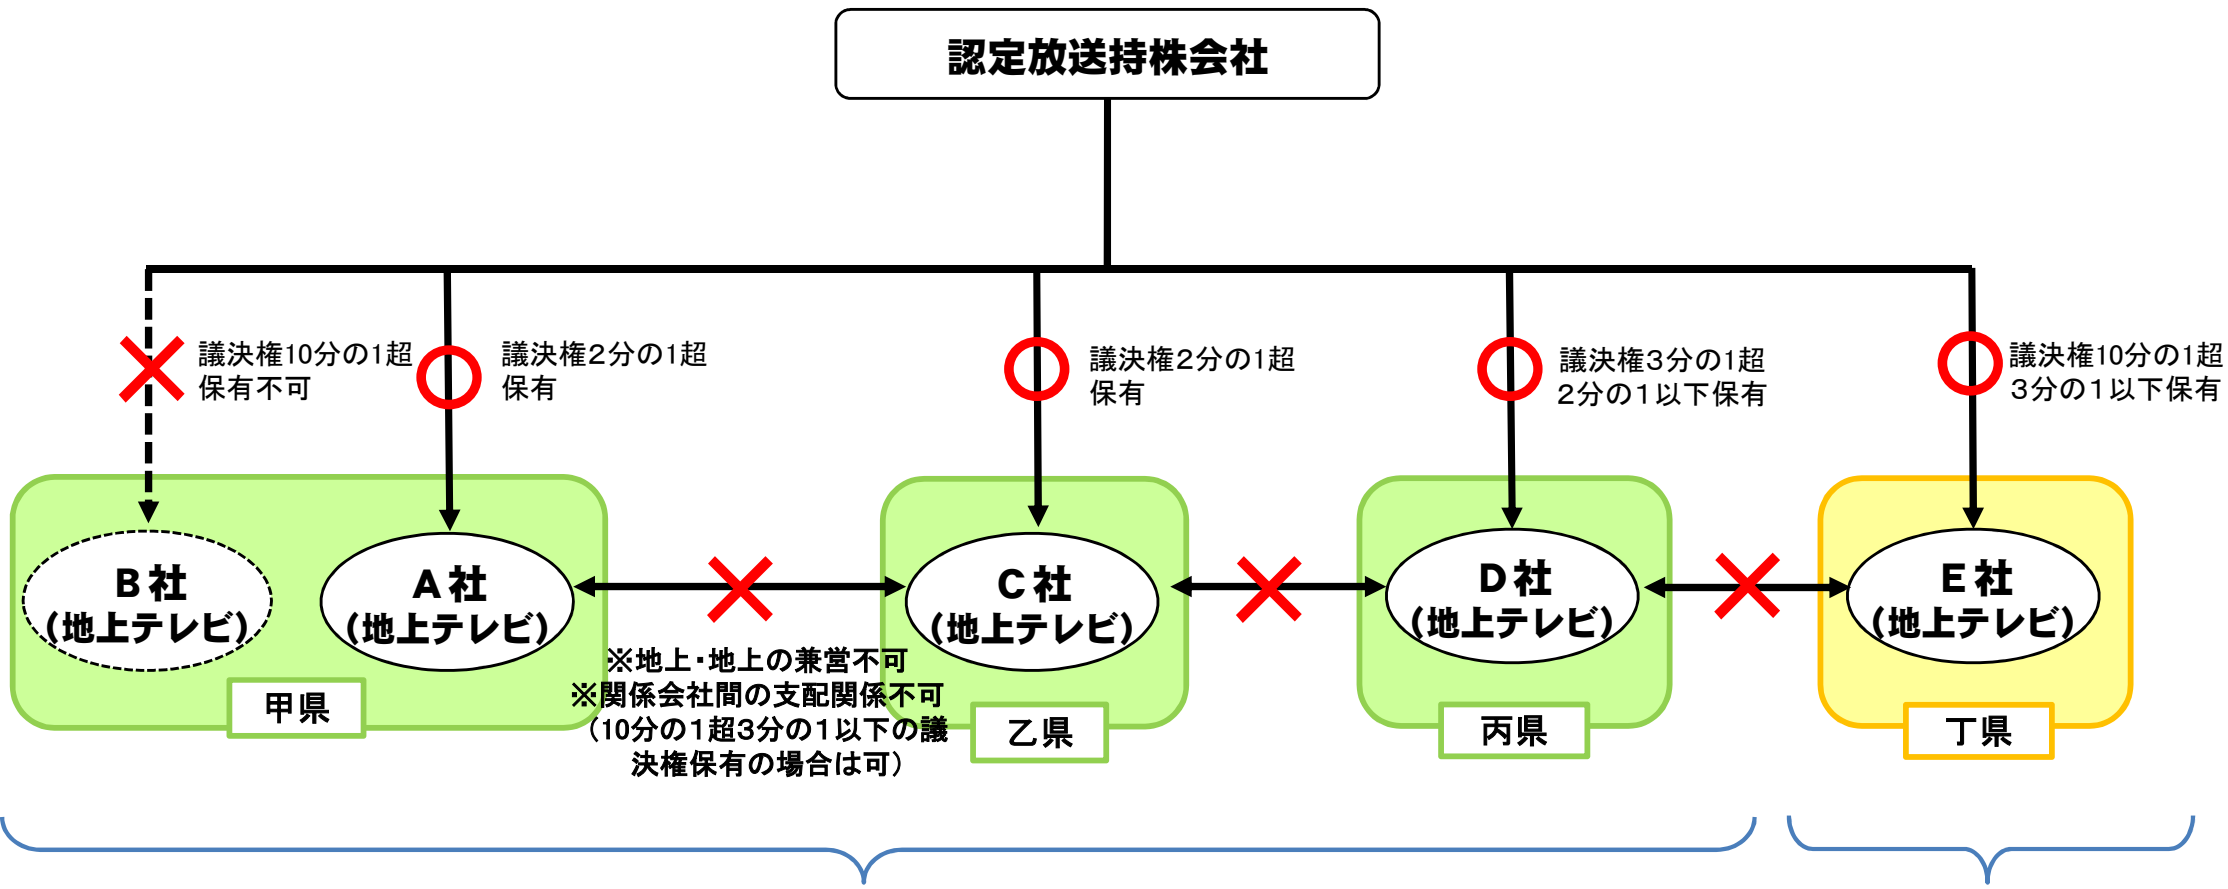 認定放送持株会社
議決権10分の1超
保有不可
議決権２分の1超
保有
議決権２分の1超
保有
議決権３分の1超
２分の１以下保有
議決権10分の1超
３分の１以下保有
Ｂ社
(地上テレビ)
Ａ社
(地上テレビ)
Ｃ社
(地上テレビ)
Ｄ社
(地上テレビ)
Ｅ社
(地上テレビ)
※地上・地上の兼営不可
※関係会社間の支配関係不可
（10分の１超３分の１以下の議
決権保有の場合は可）
甲県
乙県
丙県
丁県